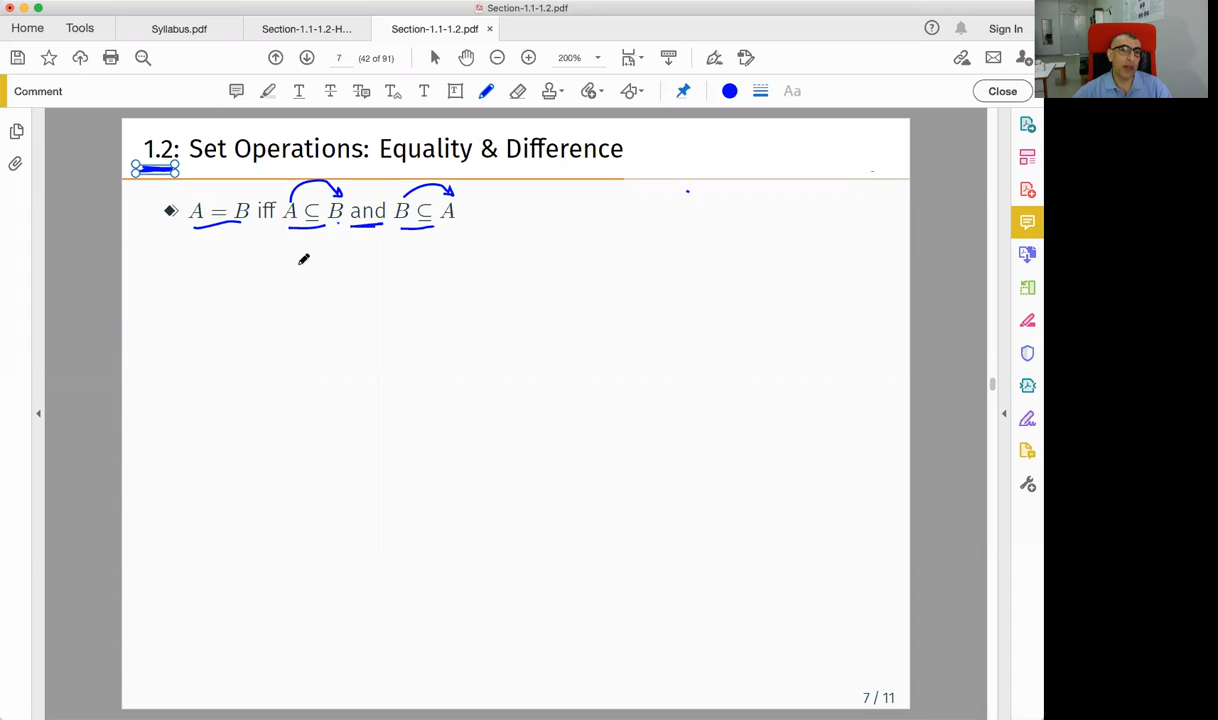 Section-1.1-1.2.pdf
Home
Tools
Syllabus.pdf
Section-1.1-1.2-H...
Section-1.1-1.2.pdf
Sign In
7
(42 of 91)
200%
Comment
Aa
Close
1.2: Set Operations: Equality & Difference
A = B iff A ⊆ B and B ⊆ A
7 / 11